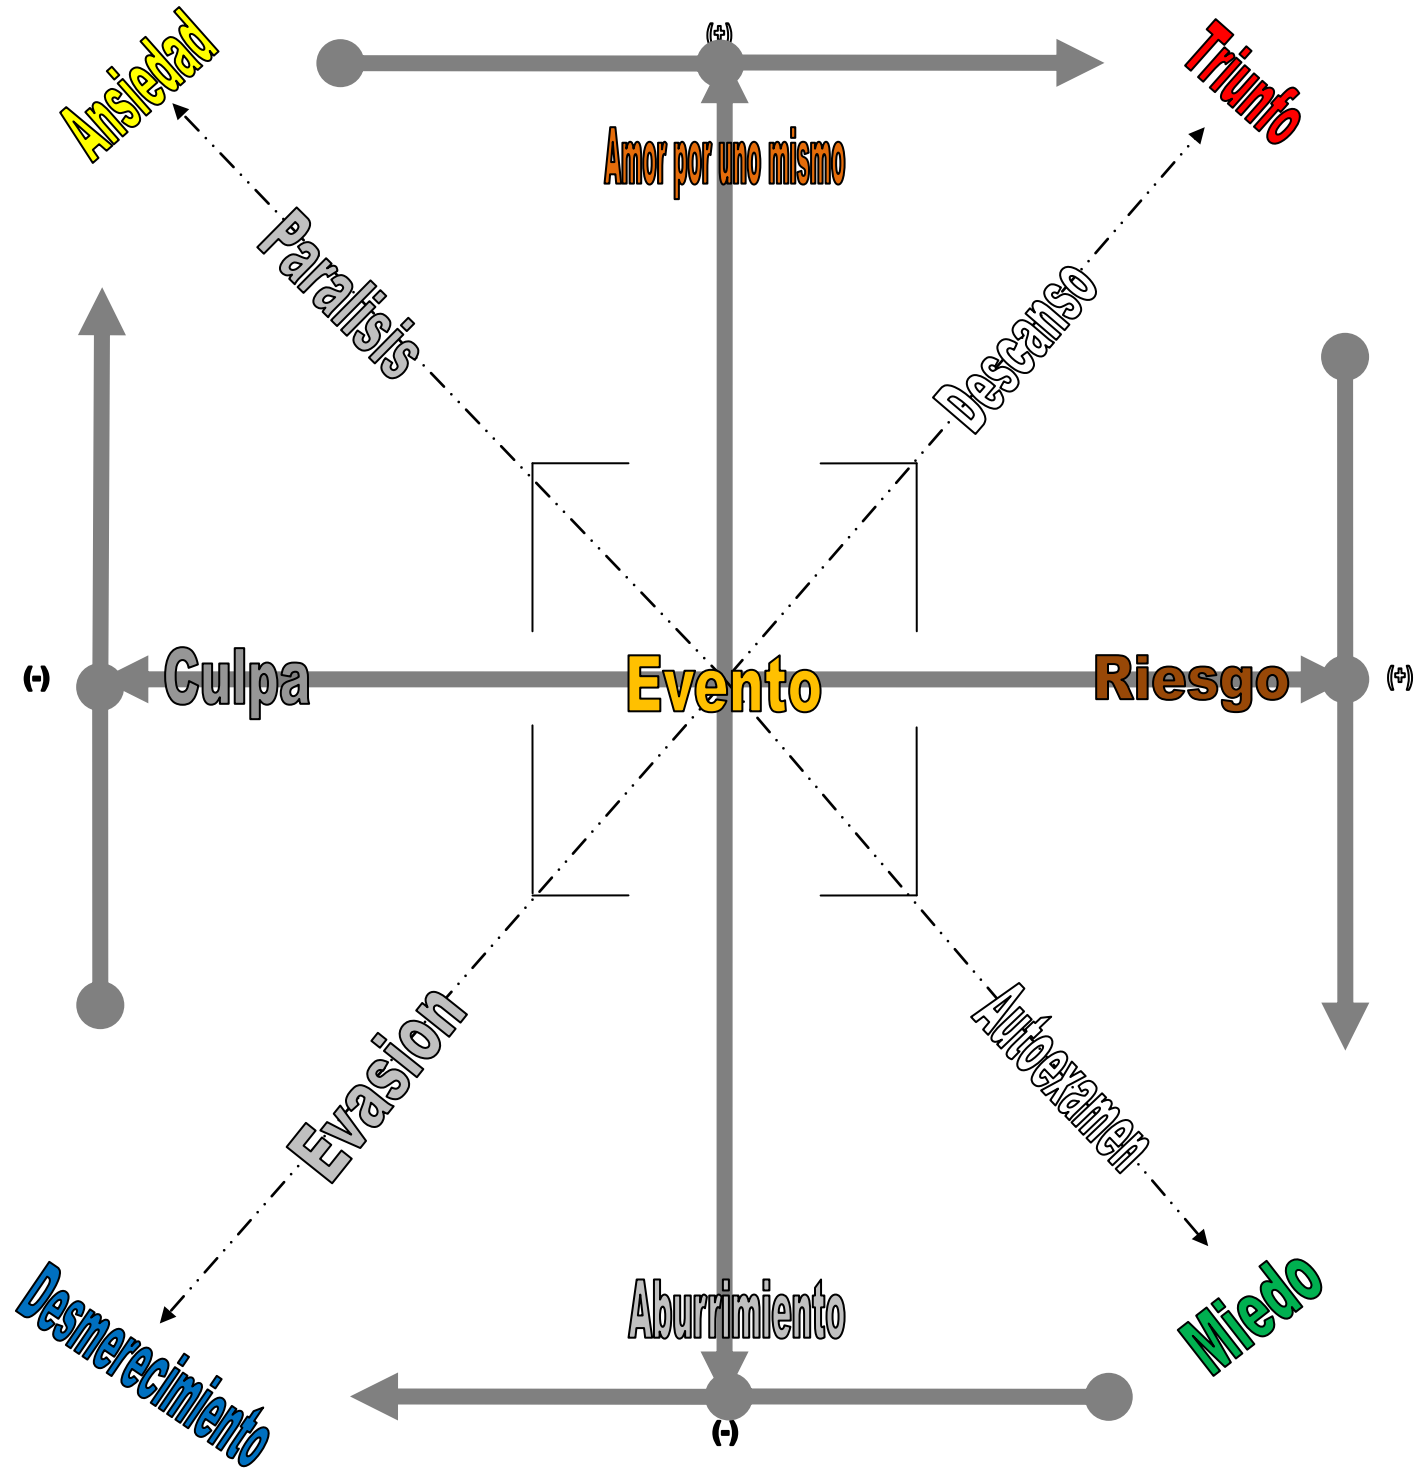 (+)
Ansiedad
Triunfo
Amor por uno mismo
Paralisis
Descanso
(-)
Culpa
Evento
Riesgo
(+)
Evasion
Autoexamen
Aburrimiento
Miedo
Desmerecimiento
(-)